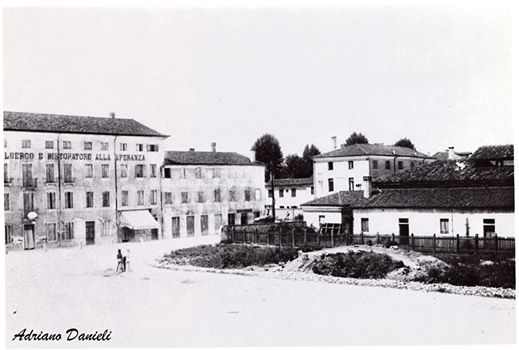 ALBERGO E RISTORATORE ALLA SPERANZA
Adriano Danieli